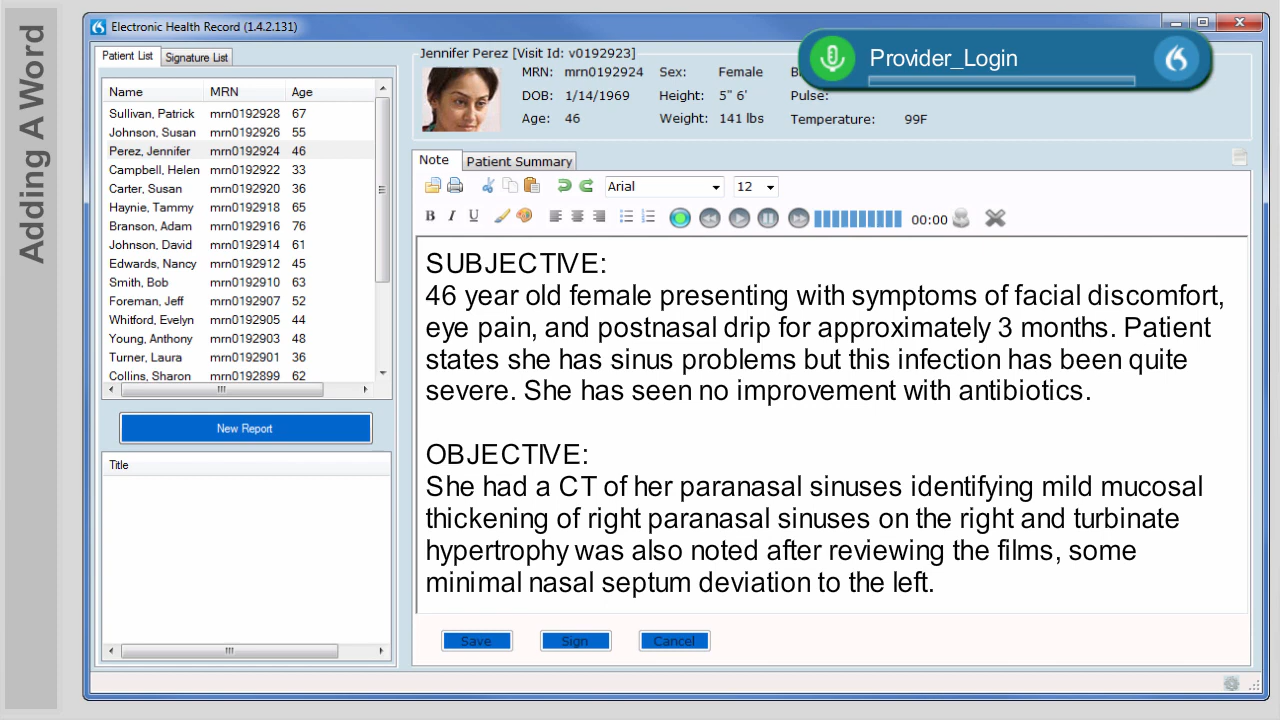 Adding A Word
Electronic Health Record (1.4.2.131)
Patient List
Signature List
Name MRN Age
Sullivan, Patrick mrn0192928 67
Johnson, Susan mrn0192926 55
Perez, Jennifer mrn0192924 46
Campbell, Helen mrn0192922 33
Carter, Susan mrn0192920 36
Haynie, Tammy mrn0192918 65
Branson, Adam mrn0192916 76
Johnson, David mrn0192914 61
Edwards, Nancy mrn0192912 45
Smith, Bob mrn0192910 63
Foreman, Jeff mrn0192907 52
Whitford, Evelyn mrn0192905 44
Young, Anthony mrn0192903 48
Turner, Laura mrn0192901 36
Collins, Sharon mrn0192899 62
New Report
Title
Jennifer Perez [Visit Id: v0192923]
MRN: mrn0192924 Sex: Female
DOB: 1/14/1969 Height: 5" 6' Pulse:
Age: 46 Weight: 141 lbs Temperature: 99F
Provider_Login
Note
Patient Summary
Arial 12
B I U 00:00
SUBJECTIVE:
46 year old female presenting with symptoms of facial discomfort,
eye pain, and postnasal drip for approximately 3 months. Patient
states she has sinus problems but this infection has been quite
severe. She has seen no improvement with antibiotics.
OBJECTIVE:
She had a CT of her paranasal sinuses identifying mild mucosal
thickening of right paranasal sinuses on the right and turbinate
hypertrophy was also noted after reviewing the films, some
minimal nasal septum deviation to the left.
Save Sign Cancel